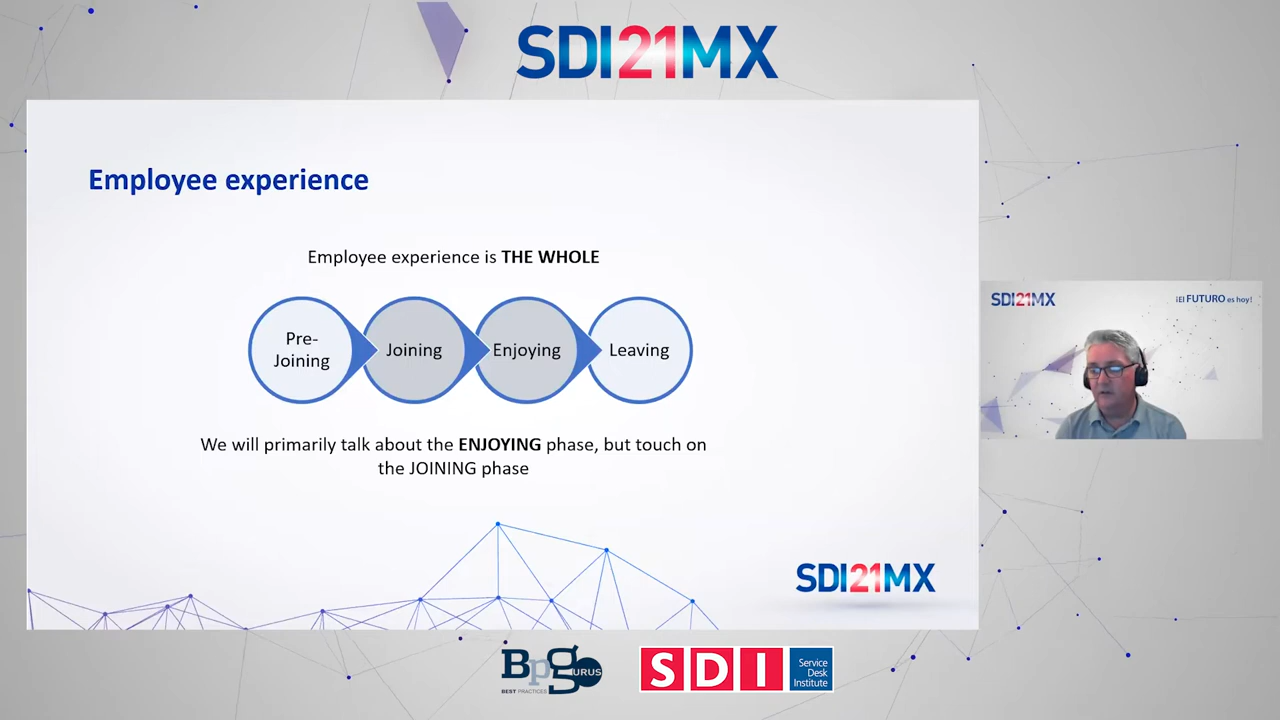 SDI21MX
Employee experience
Employee experience is THE WHOLE
Pre-
Joining
Joining
Enjoying
Leaving
We will primarily talk about the ENJOYING phase, but touch on
the JOINING phase
SDI21MX
SDI21MX
¡El FUTURO es hoy!
BpgURUS
BEST PRACTICES
SDI
Service
Desk
Institute